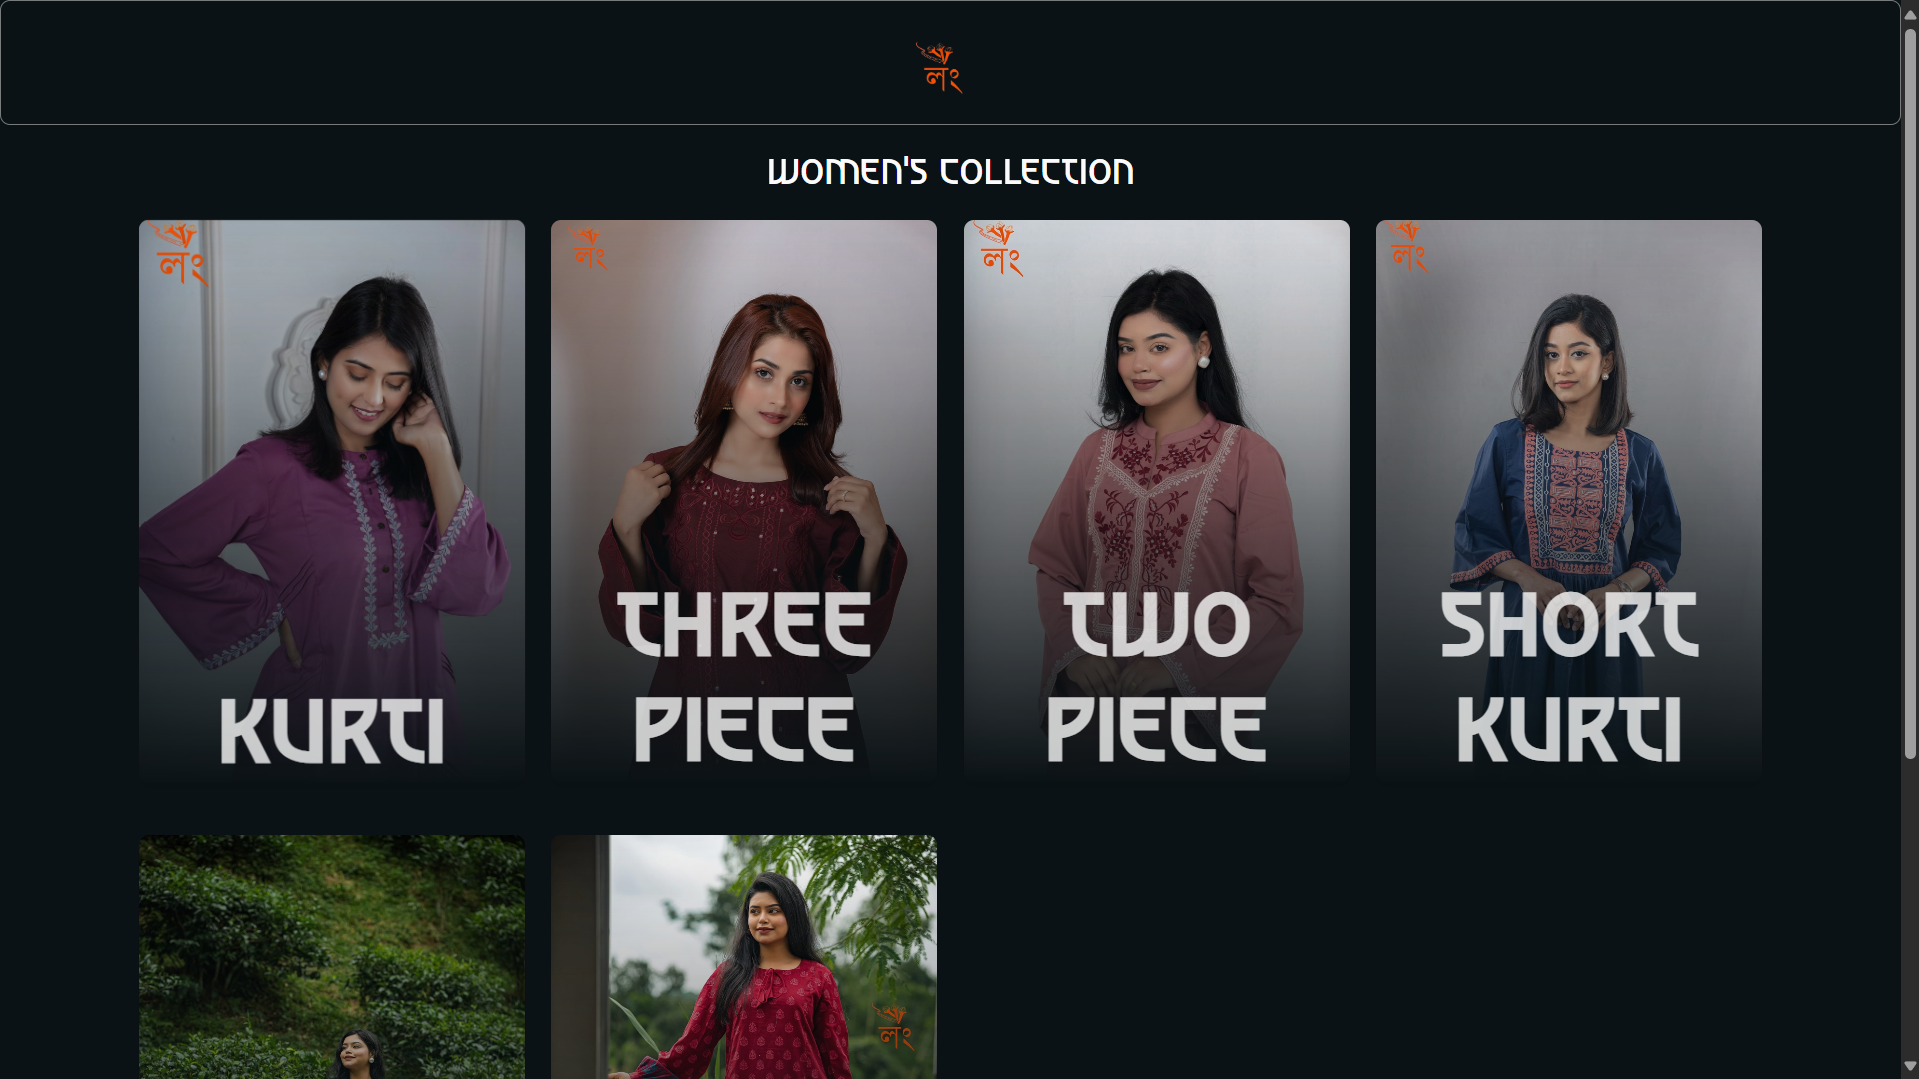 লং
WOMEN'S COLLECTION
লং
লং
লং
লং
KURTI
THREE
PIECE
TWO
PIECE
SHORT
KURTI
লং